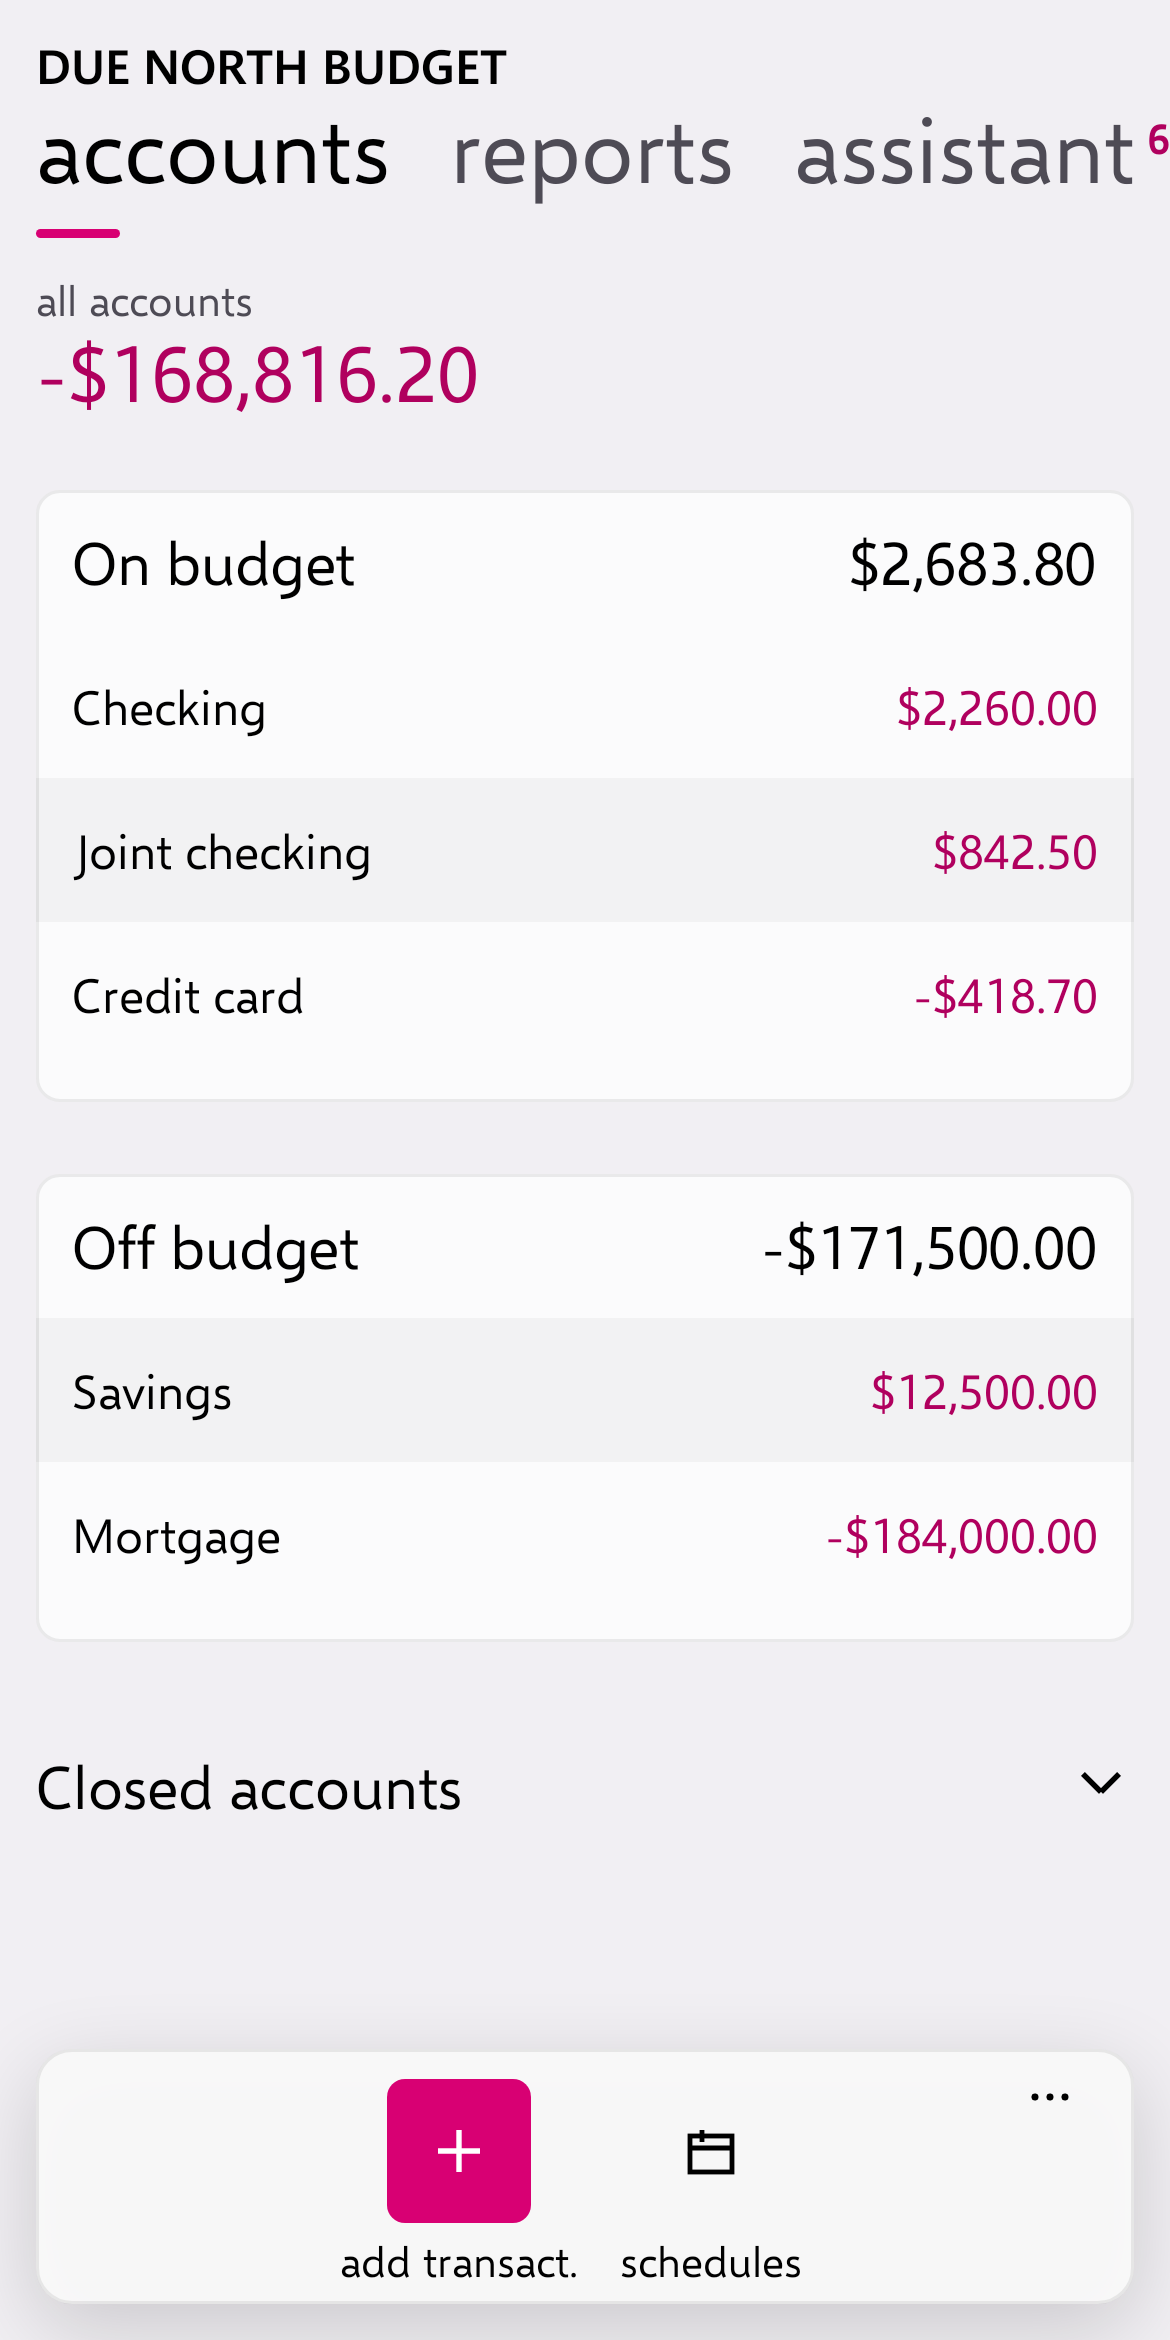 DUE NORTH BUDGET
accounts reports assistant 6
all accounts
-$168,816.20
On budget $2,683.80
Checking $2,260.00
Joint checking $842.50
Credit card -$418.70
Off budget -$171,500.00
Savings $12,500.00
Mortgage -$184,000.00
Closed accounts
add transact. schedules